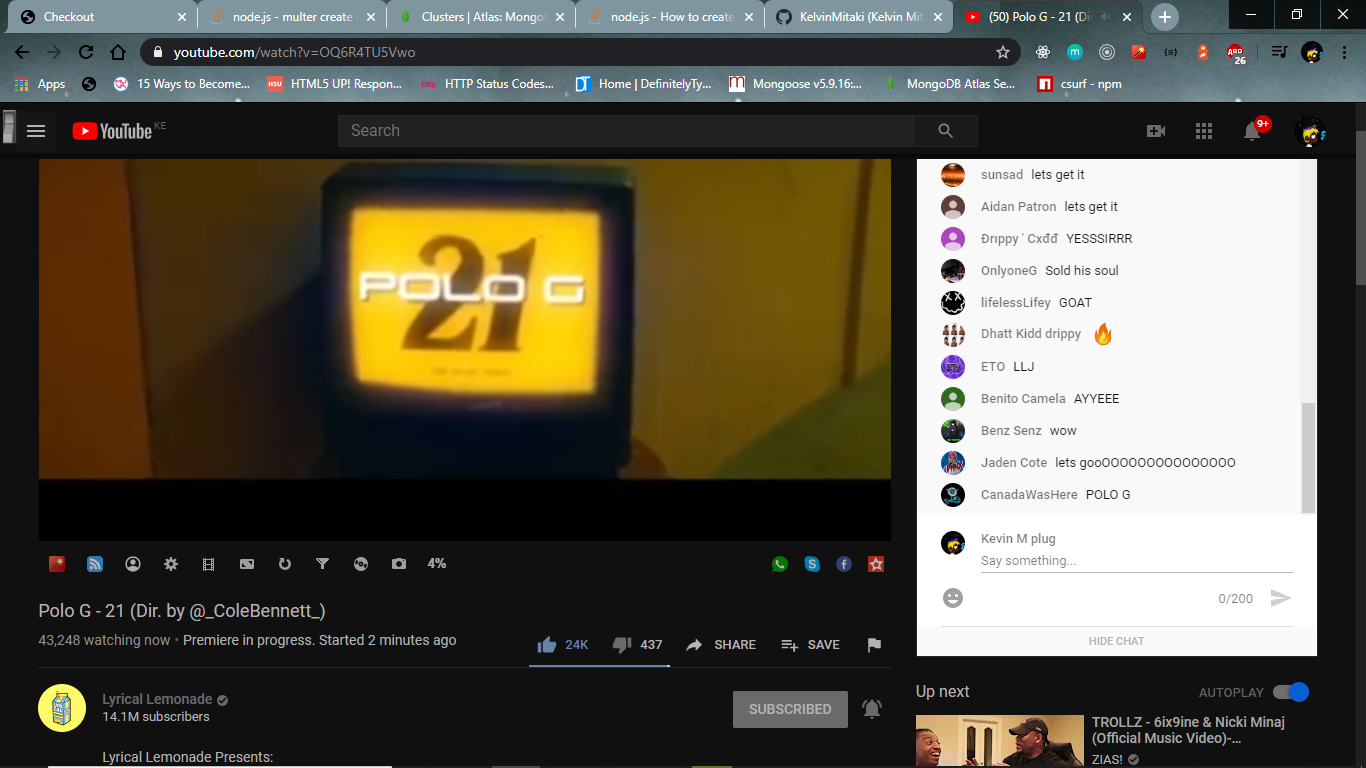 Checkout
node.js - multer create
Clusters | Atlas: Mongo
node.js - How to create
KelvinMitaki (Kelvin Mit
(50) Polo G - 21 (Di
youtube.com/watch?v=OQ6R4TU5Vwo
ABD
26
Apps
15 Ways to Become...
HSU
HTML5 UP! Respon...
http
HTTP Status Codes...
DT
Home | DefinitelyTy...
Mongoose v5.9.16:...
MongoDB Atlas Se...
csurf - npm
YouTube KE
Search
9+
21
POLO G
sunsad lets get it
Aidan Patron lets get it
Đrıppy ' Cxđđ YESSSIRRR
OnlyoneG Sold his soul
lifelessLifey GOAT
Dhatt Kidd drippy 🔥
ETO LLJ
Benito Camela AYYEEE
Benz Senz wow
Jaden Cote lets gooOOOOOOOOOOOOOOO
CanadaWasHere POLO G
Kevin M plug
Say something...
0/200
HIDE CHAT
4%
Polo G - 21 (Dir. by @_ColeBennett_)
43,248 watching now • Premiere in progress. Started 2 minutes ago
24K
437
SHARE
SAVE
Lyrical Lemonade
14.1M subscribers
SUBSCRIBED
Lyrical Lemonade Presents:
Up next
AUTOPLAY
TROLLZ - 6ix9ine & Nicki Minaj
(Official Music Video)-...
ZIAS!